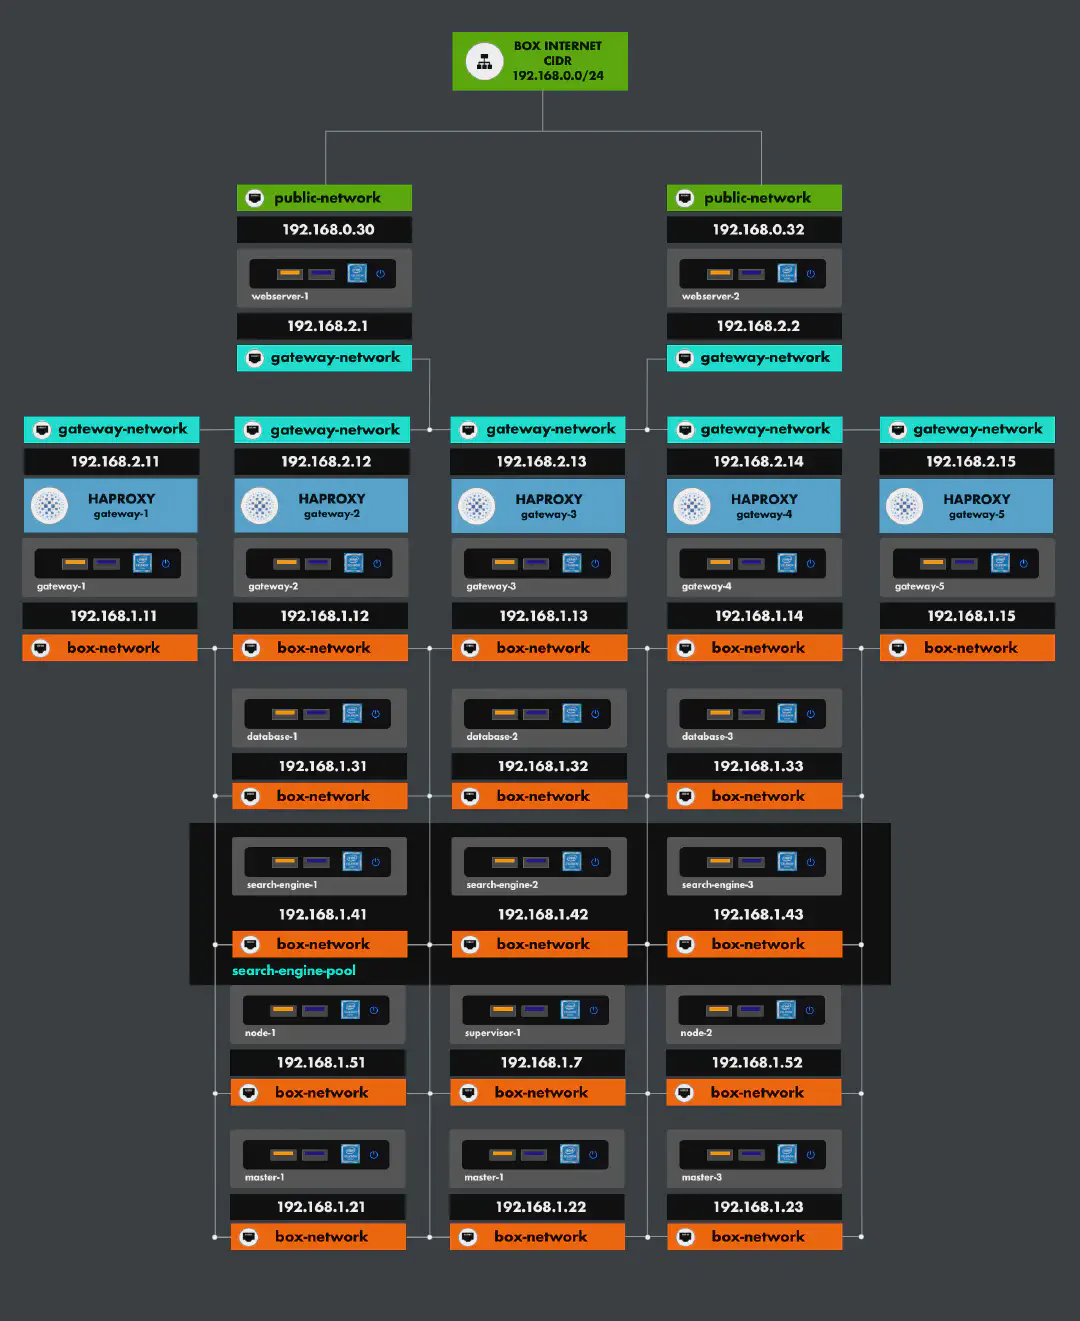 BOX INTERNET
CIDR
192.168.0.0/24
public-network
public-network
192.168.0.30
192.168.0.32
webserver-1
webserver-2
192.168.2.1
192.168.2.2
gateway-network
gateway-network
gateway-network
gateway-network
gateway-network
gateway-network
gateway-network
192.168.2.11
192.168.2.12
192.168.2.13
192.168.2.14
192.168.2.15
HAPROXY
gateway-1
HAPROXY
gateway-2
HAPROXY
gateway-3
HAPROXY
gateway-4
HAPROXY
gateway-5
gateway-1
gateway-2
gateway-3
gateway-4
gateway-5
192.168.1.11
192.168.1.12
192.168.1.13
192.168.1.14
192.168.1.15
box-network
box-network
box-network
box-network
box-network
database-1
database-2
database-3
192.168.1.31
192.168.1.32
192.168.1.33
box-network
box-network
box-network
search-engine-1
search-engine-2
search-engine-3
192.168.1.41
192.168.1.42
192.168.1.43
box-network
box-network
box-network
search-engine-pool
node-1
supervisor-1
node-2
192.168.1.51
192.168.1.7
192.168.1.52
box-network
box-network
box-network
master-1
master-1
master-3
192.168.1.21
192.168.1.22
192.168.1.23
box-network
box-network
box-network